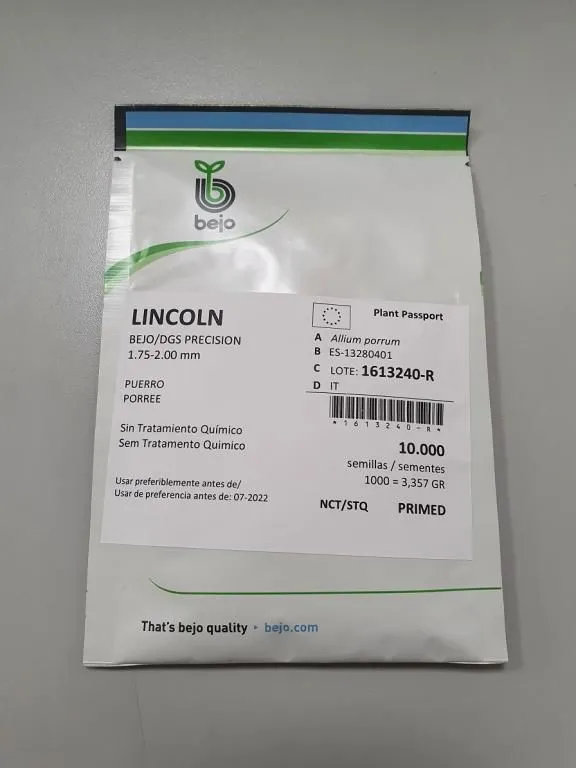 bejo
LINCOLN
BEJO/DGS PRECISION
1.75-2.00 mm
PUERRO
PORREE
Sin Tratamiento Químico
Sem Tratamento Quimico
Usar preferiblemente antes de/
Usar de preferencia antes de: 07-2022
Plant Passport
A Allium porrum
B ES-13280401
C LOTE: 1613240-R
D IT
*1613240-R*
10.000
semillas / sementes
1000 = 3,357 GR
NCT/STQ PRIMED
That's bejo quality bejo.com